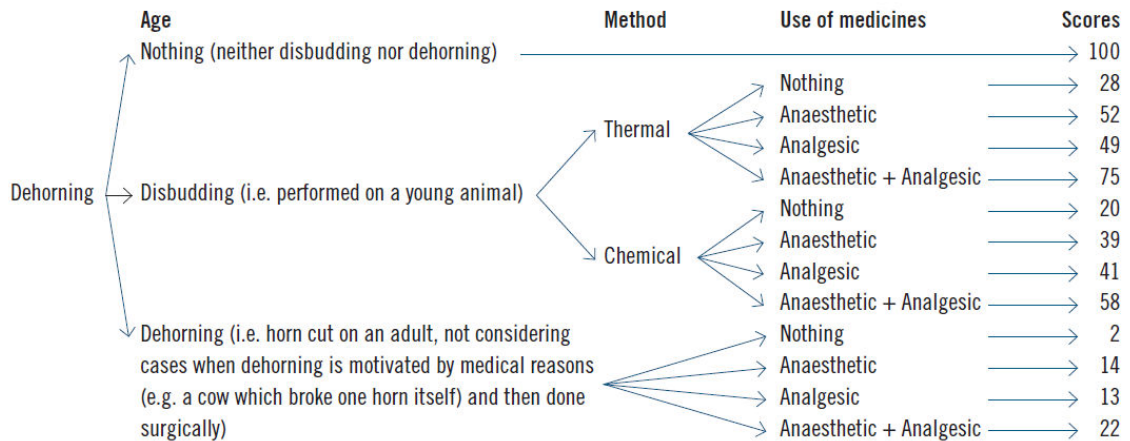 Age Method Use of medicines Scores
Nothing (neither disbudding nor dehorning) 100
Nothing 28
Anaesthetic 52
Thermal
Analgesic 49
Anaesthetic + Analgesic 75
Dehorning Disbudding (i.e. performed on a young animal)
Nothing 20
Anaesthetic 39
Chemical
Analgesic 41
Anaesthetic + Analgesic 58
Dehorning (i.e. horn cut on an adult, not considering
cases when dehorning is motivated by medical reasons
(e.g. a cow which broke one horn itself) and then done
surgically)
Nothing 2
Anaesthetic 14
Analgesic 13
Anaesthetic + Analgesic 22